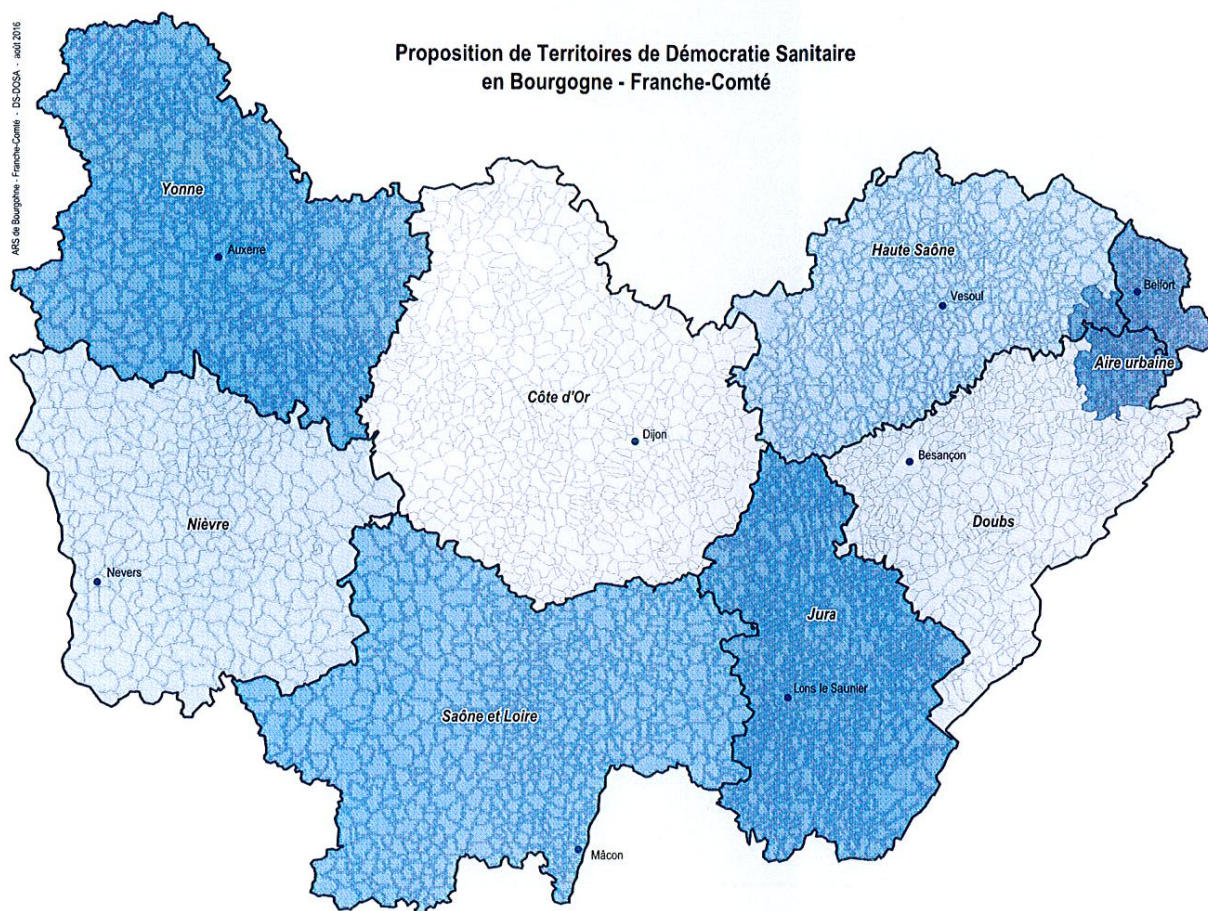 ARS de Bourgohne - Franche-Comté - DS-DOSA - août 2016
Proposition de Territoires de Démocratie Sanitaire
en Bourgogne - Franche-Comté
Yonne
Auxerre
Haute Saône
Vesoul
Belfort
Aire urbaine
Côte d'Or
Dijon
Besançon
Nièvre
Doubs
Nevers
Jura
Lons le Saunier
Saône et Loire
Mâcon